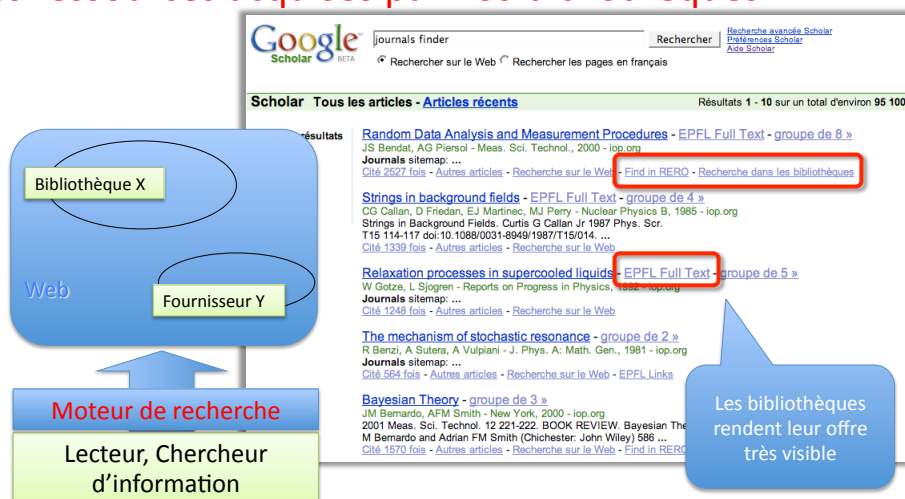 Google
Scholar BETA
journals finder
Rechercher
Recherche avancée Scholar
Préférences Scholar
Aide Scholar
Rechercher sur le Web Rechercher les pages en français
Scholar Tous les articles - Articles récents
Résultats 1 - 10 sur un total d'environ 95 100
résultats
Random Data Analysis and Measurement Procedures - EPFL Full Text - groupe de 8 »
JS Bendat, AG Piersol - Meas. Sci. Technol., 2000 - iop.org
Journals sitemap: ...
Cité 2527 fois - Autres articles - Recherche sur le Web - Find in RERO - Recherche dans les bibliothèques
Strings in background fields - EPFL Full Text - groupe de 4 »
CG Callan, D Friedan, EJ Martinec, MJ Perry - Nuclear Physics B, 1985 - iop.org
Strings in Background Fields. Curtis G Callan Jr 1987 Phys. Scr.
T15 114-117 doi:10.1088/0031-8949/1987/T15/014. ...
Cité 1339 fois - Autres articles - Recherche sur le Web
Relaxation processes in supercooled liquids - EPFL Full Text - groupe de 5 »
W Gotze, L Sjogren - Reports on Progress in Physics, 1992 - iop.org
Journals sitemap: ...
Cité 1248 fois - Autres articles - Recherche sur le Web
The mechanism of stochastic resonance - groupe de 2 »
R Benzi, A Sutera, A Vulpiani - J. Phys. A: Math. Gen., 1981 - iop.org
Journals sitemap: ...
Cité 564 fois - Autres articles - Recherche sur le Web - EPFL Links
Bayesian Theory - groupe de 3 »
JM Bernardo, AFM Smith - New York, 2000 - iop.org
2001 Meas. Sci. Technol. 12 221-222. BOOK REVIEW. Bayesian The
M Bernardo and Adrian FM Smith (Chichester: John Wiley) 586 ...
Cité 1570 fois - Autres articles - Recherche sur le Web - Find in RERO
Bibliothèque X
Web
Fournisseur Y
Moteur de recherche
Lecteur, Chercheur
d'information
Les bibliothèques
rendent leur offre
très visible